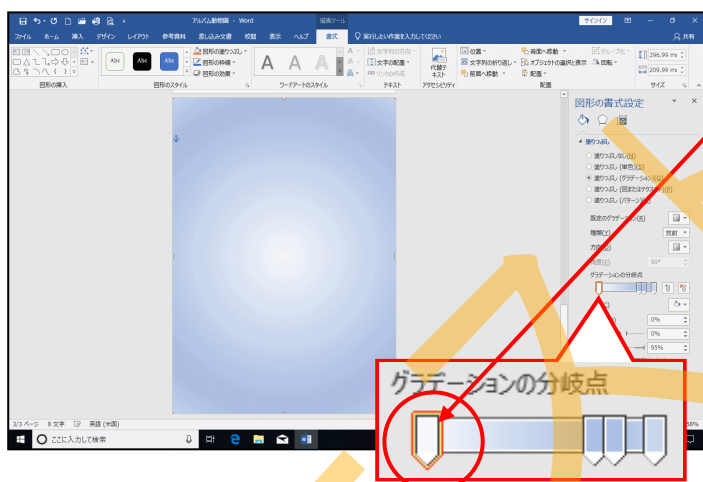 アルバム動物園 - Word
描画ツール
サインイン
ファイル ホーム 挿入 デザイン レイアウト 参考資料 差し込み文書 校閲 表示 ヘルプ 書式 実行したい作業を入力してください 共有
Abc Abc Abc
図形の塗りつぶし
図形の枠線
図形の効果
A A A
文字列の方向
文字の配置
リンクの作成
代替テキスト
位置
文字列の折り返し
前面へ移動
背面へ移動
オブジェクトの選択と表示
配置
グループ化
回転
296.99 mm
209.99 mm
図形の挿入 図形のスタイル ワードアートのスタイル テキスト アクセシビリティ 配置 サイズ
図形の書式設定
塗りつぶし
塗りつぶしなし(N)
塗りつぶし (単色)(S)
塗りつぶし (グラデーション)(G)
塗りつぶし (図またはテクスチャ)(P)
塗りつぶし (パターン)
既定のグラデーション(R)
種類(Y) 放射
方向(D)
角度(E) 90°
グラデーションの分岐点
0%
0%
95%
グラデーションの分岐点
3/3 ページ 8 文字 英語 (米国)
58%
ここに入力して検索